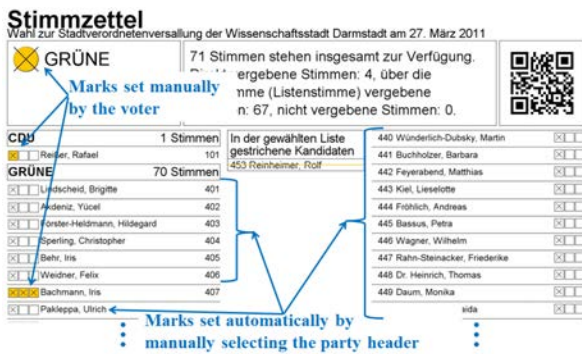 Stimmzettel
Wahl zur Stadtverordnetenversallung der Wissenschaftsstadt Darmstadt am 27. März 2011
GRÜNE
71 Stimmen stehen insgesamt zur Verfügung.
vergebene Stimmen: 4, über die
mme (Listenstimme) vergebene
n: 67, nicht vergebene Stimmen: 0.
Marks set manually
by the voter
CDU 1 Stimmen
Rafael 101
GRÜNE 70 Stimmen
Lindscheid, Brigitte 401
Akdeniz, Yücel 402
Förster-Heldmann, Hildegard 403
Sperling, Christopher 404
Behr, Iris 405
Weidner, Felix 406
Bachmann, Iris 407
Pakleppa, Ulrich
In der gewählten Liste
gestrichene Kandidaten
453 Reinheimer, Rolf
440 Wünderlich-Dubsky, Martin
441 Buchholzer, Barbara
442 Feyerabend, Matthias
443 Kiel, Lieselotte
444 Fröhlich, Andreas
445 Bassus, Petra
446 Wagner, Wilhelm
447 Rahn-Steinacker, Friederike
448 Dr. Heinrich, Thomas
449 Daum, Monika
aida
Marks set automatically by
manually selecting the party header